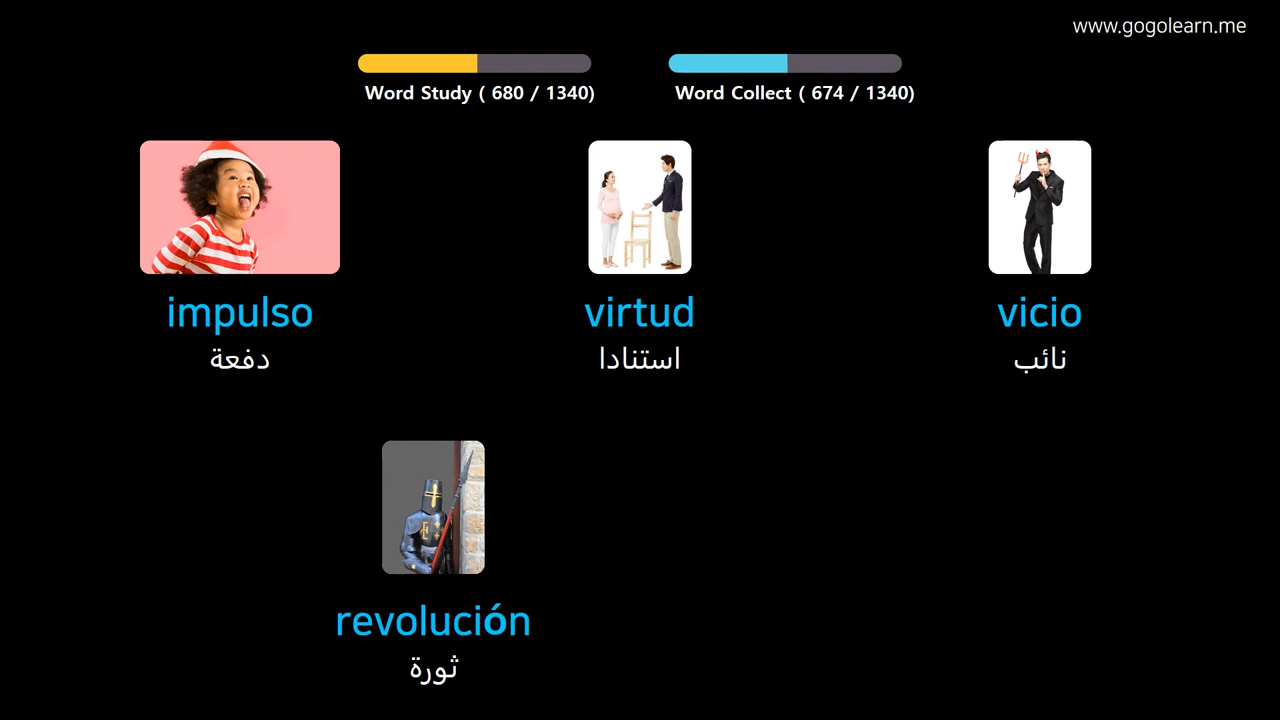 www.gogolearn.me
Word Study ( 680 / 1340)
Word Collect ( 674 / 1340)
impulso
virtud
vicio
دفعة
استنادا
نائب
revolución
ثورة